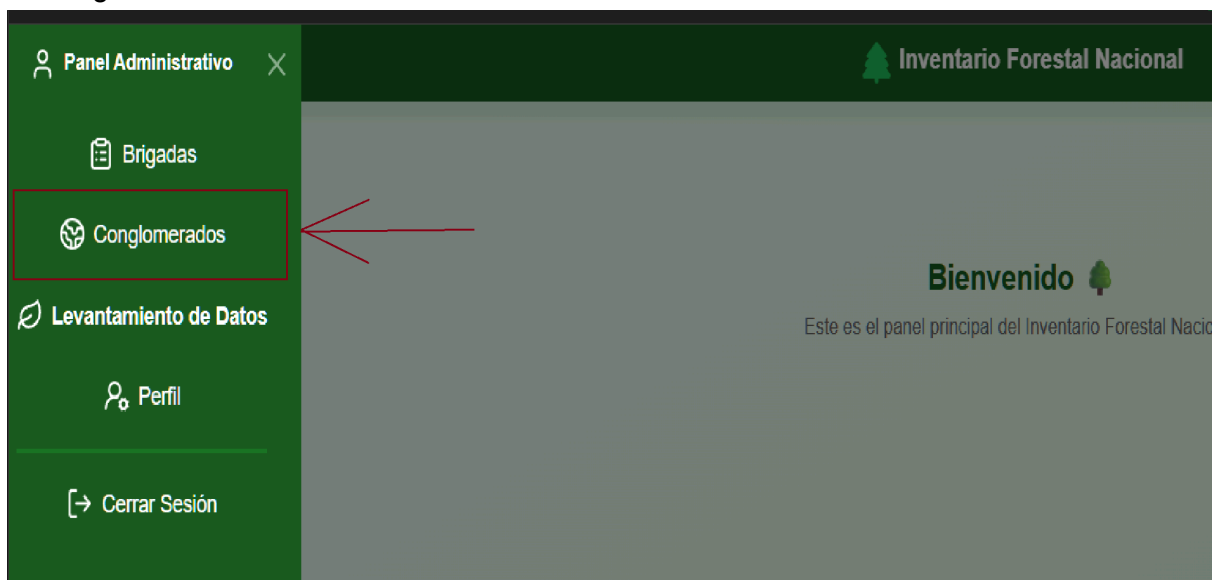 Panel Administrativo
Inventario Forestal Nacional
Brigadas
Conglomerados
Levantamiento de Datos
Perfil
Cerrar Sesión
Bienvenido
Este es el panel principal del Inventario Forestal